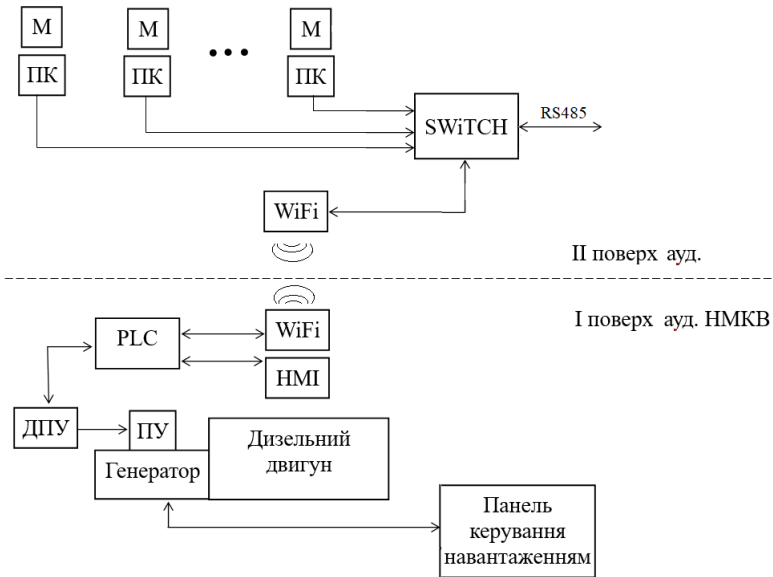 М
М
М
ПК
ПК
ПК
SWiTCH
RS485
WiFi
II поверх ауд.
I поверх ауд. НМКВ
PLC
WiFi
HMI
ДПУ
ПУ
Генератор
Дизельний
двигун
Панель
керування
навантаженням